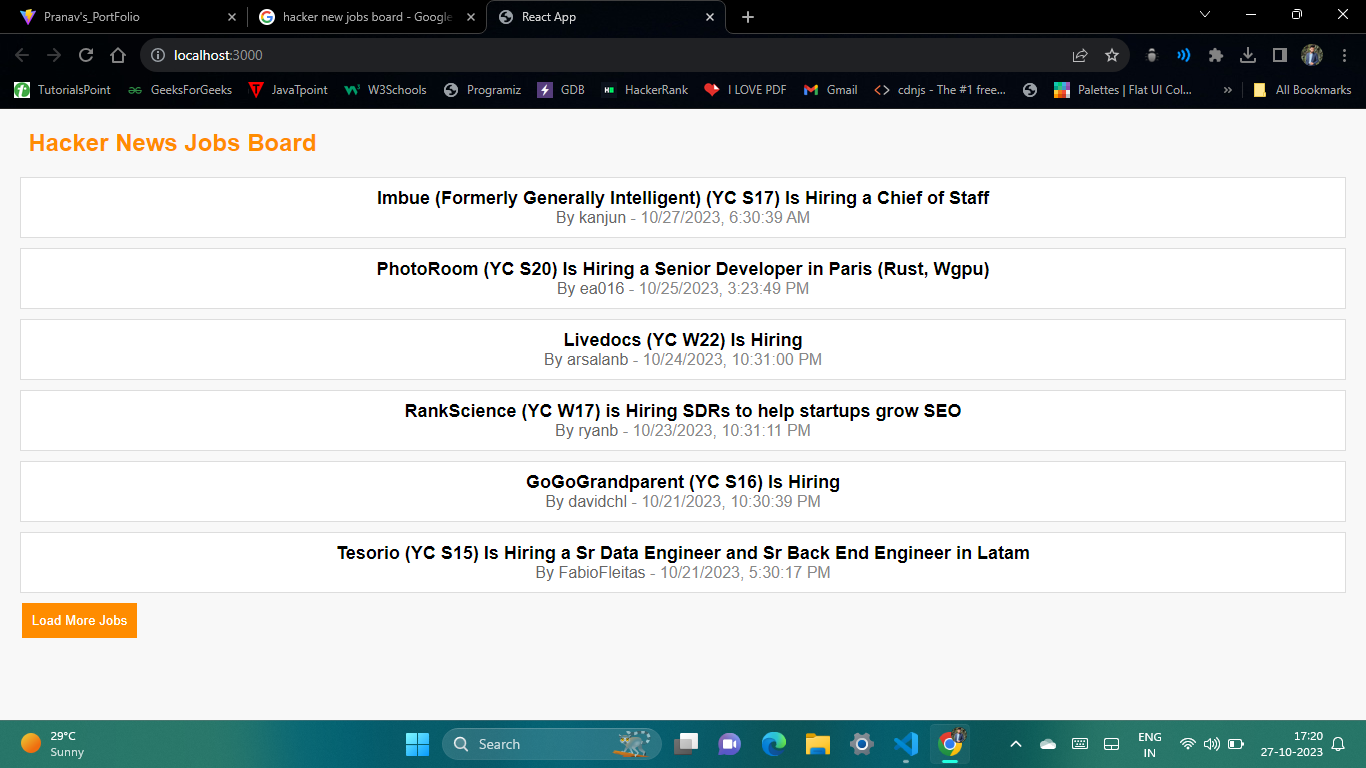 Pranav's_PortFolio
hacker new jobs board - Google
React App
localhost:3000
TutorialsPoint
GeeksForGeeks
JavaTpoint
W3Schools
Programiz
GDB
HackerRank
I LOVE PDF
Gmail
cdnjs - The #1 free...
Palettes | Flat UI Col...
All Bookmarks
Hacker News Jobs Board
Imbue (Formerly Generally Intelligent) (YC S17) Is Hiring a Chief of Staff
By kanjun - 10/27/2023, 6:30:39 AM
PhotoRoom (YC S20) Is Hiring a Senior Developer in Paris (Rust, Wgpu)
By ea016 - 10/25/2023, 3:23:49 PM
Livedocs (YC W22) Is Hiring
By arsalanb - 10/24/2023, 10:31:00 PM
RankScience (YC W17) is Hiring SDRs to help startups grow SEO
By ryanb - 10/23/2023, 10:31:11 PM
GoGoGrandparent (YC S16) Is Hiring
By davidchl - 10/21/2023, 10:30:39 PM
Tesorio (YC S15) Is Hiring a Sr Data Engineer and Sr Back End Engineer in Latam
By FabioFleitas - 10/21/2023, 5:30:17 PM
Load More Jobs
29°C
Sunny
Search
ENG
IN
17:20
27-10-2023